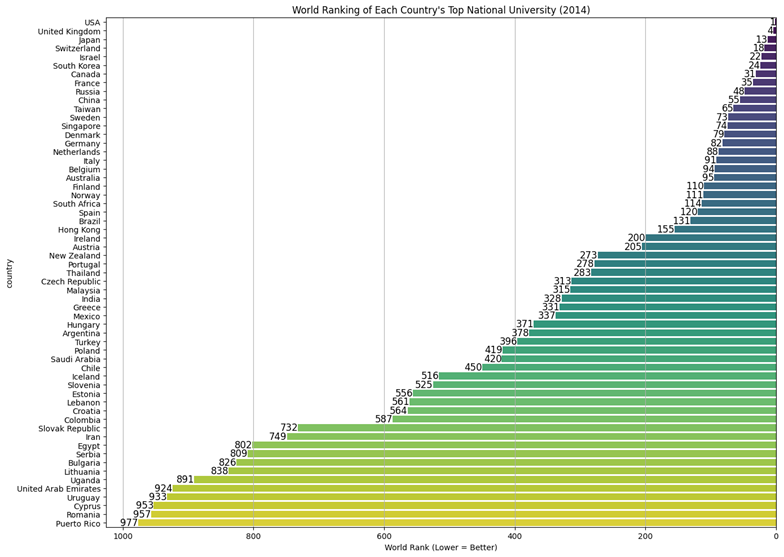 World Ranking of Each Country's Top National University (2014)
USA 1
United Kingdom 4
Japan 13
Switzerland 18
Israel 22
South Korea 24
Canada 31
France 35
Russia 48
China 55
Taiwan 65
Sweden 73
Singapore 74
Denmark 79
Germany 82
Netherlands 88
Italy 91
Belgium 94
Australia 95
Finland 110
Norway 111
South Africa 114
Spain 120
Brazil 131
Hong Kong 155
Ireland 200
Austria 205
New Zealand 273
Portugal 278
Thailand 283
Czech Republic 313
Malaysia 315
India 328
Greece 331
Mexico 337
Hungary 371
Argentina 378
Turkey 396
Poland 419
Saudi Arabia 420
Chile 450
Iceland 516
Slovenia 525
Estonia 556
Lebanon 561
Croatia 564
Colombia 587
Slovak Republic 732
Iran 749
Egypt 802
Serbia 809
Bulgaria 826
Lithuania 838
Uganda 891
United Arab Emirates 924
Uruguay 933
Cyprus 953
Romania 957
Puerto Rico 977
country
1000 800 600 400 200 0
World Rank (Lower = Better)